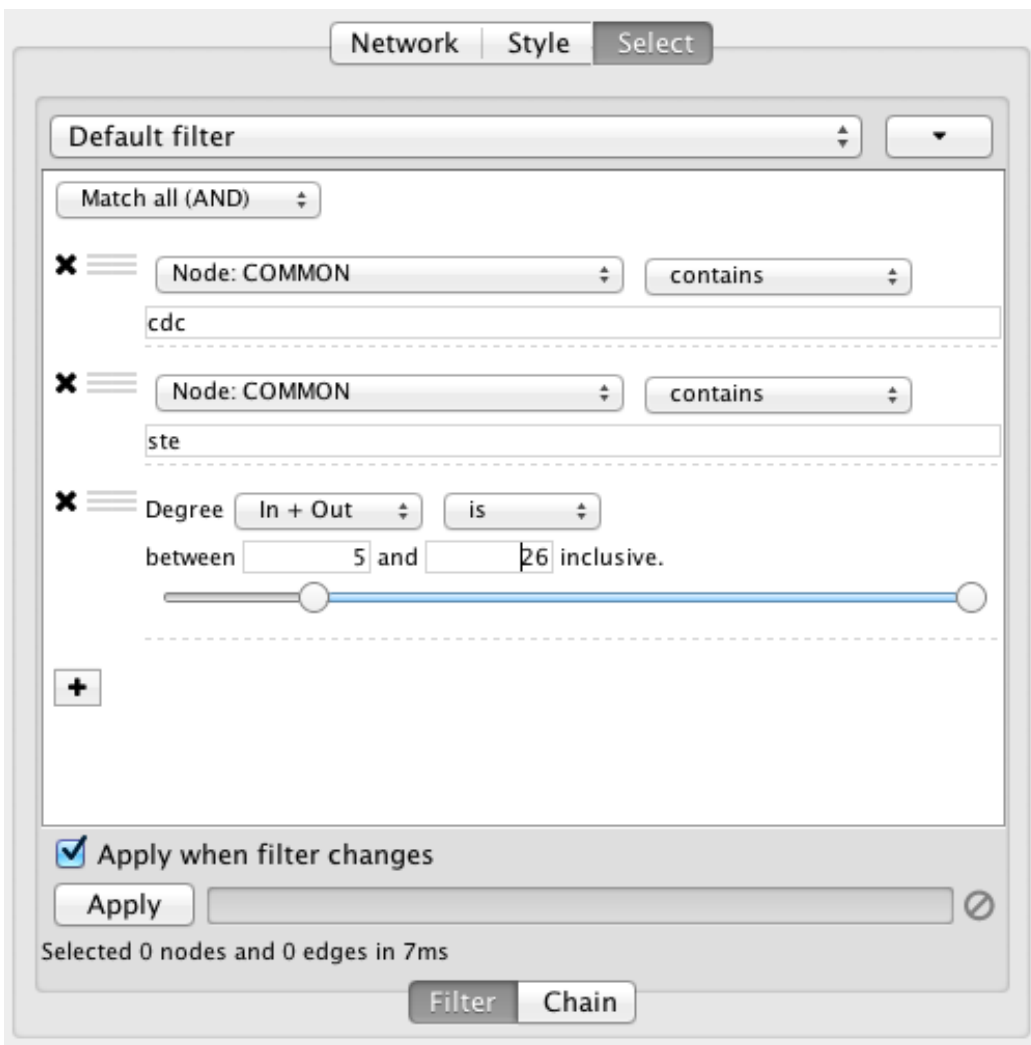 Network Style Select
Default filter
Match all (AND)
Node: COMMON contains
cdc
Node: COMMON contains
ste
Degree In + Out is
between 5 and 26 inclusive.
Apply when filter changes
Apply
Selected 0 nodes and 0 edges in 7ms
Filter Chain